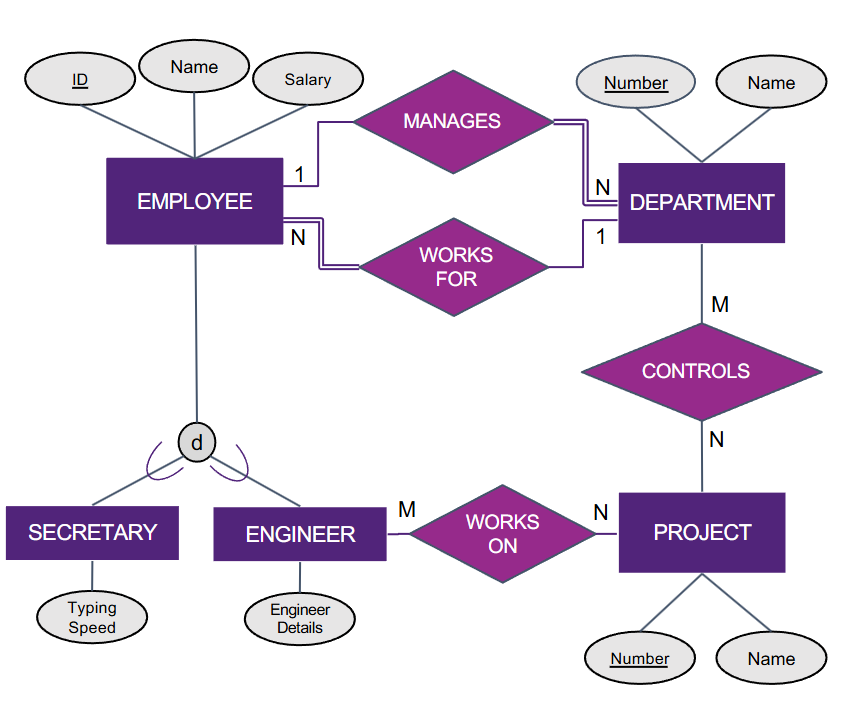 ID
Name
Salary
Number
Name
MANAGES
1
N
EMPLOYEE
DEPARTMENT
N
1
WORKS
FOR
M
CONTROLS
N
d
SECRETARY
ENGINEER
M
WORKS
ON
N
PROJECT
Typing
Speed
Engineer
Details
Number
Name